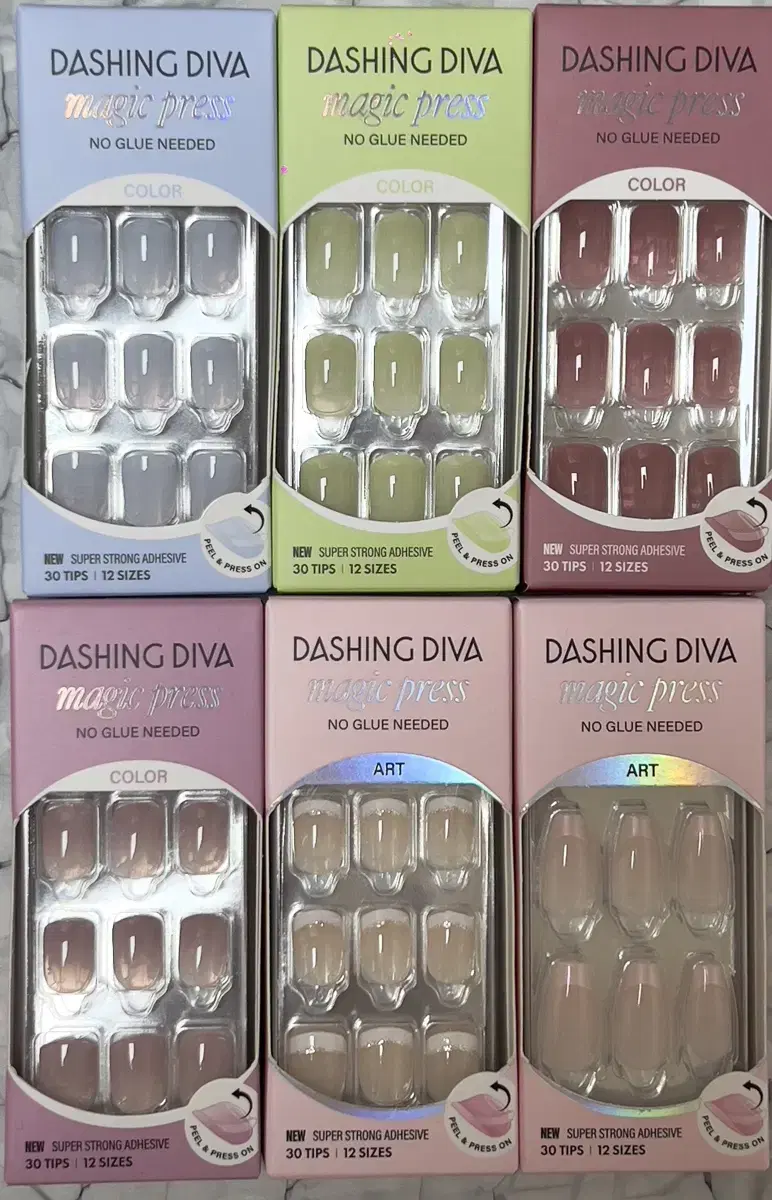 DASHING DIVA
magic press
NO GLUE NEEDED
COLOR
PEEL & PRESS ON
NEW SUPER STRONG ADHESIVE
30 TIPS | 12 SIZES
DASHING DIVA
magic press
NO GLUE NEEDED
COLOR
PEEL & PRESS ON
NEW SUPER STRONG ADHESIVE
30 TIPS | 12 SIZES
DASHING DIVA
magic press
NO GLUE NEEDED
COLOR
PEEL & PRESS ON
NEW SUPER STRONG ADHESIVE
30 TIPS | 12 SIZES
DASHING DIVA
magic press
NO GLUE NEEDED
COLOR
PEEL & PRESS ON
NEW SUPER STRONG ADHESIVE
30 TIPS | 12 SIZES
DASHING DIVA
magic press
NO GLUE NEEDED
ART
PEEL & PRESS ON
NEW SUPER STRONG ADHESIVE
30 TIPS | 12 SIZES
DASHING DIVA
magic press
NO GLUE NEEDED
ART
PEEL & PRESS ON
NEW SUPER STRONG ADHESIVE
30 TIPS | 12 SIZES